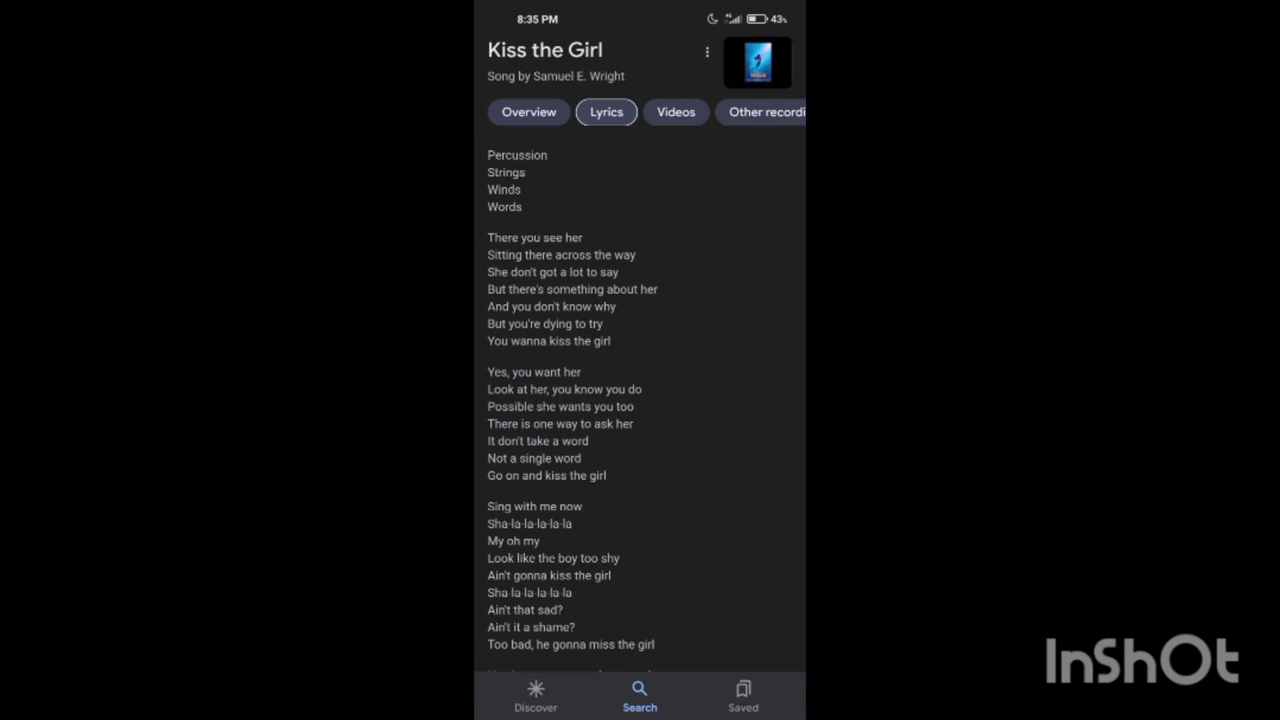 8:35 PM
43%
Kiss the Girl
Song by Samuel E. Wright
Overview
Lyrics
Videos
Other recordi
Percussion
Strings
Winds
Words
There you see her
Sitting there across the way
She don't got a lot to say
But there's something about her
And you don't know why
But you're dying to try
You wanna kiss the girl
Yes, you want her
Look at her, you know you do
Possible she wants you too
There is one way to ask her
It don't take a word
Not a single word
Go on and kiss the girl
Sing with me now
Sha-la-la-la-la-la
My oh my
Look like the boy too shy
Ain't gonna kiss the girl
Sha-la-la-la-la-la
Ain't that sad?
Ain't it a shame?
Too bad, he gonna miss the girl
Discover
Search
Saved
InShOt